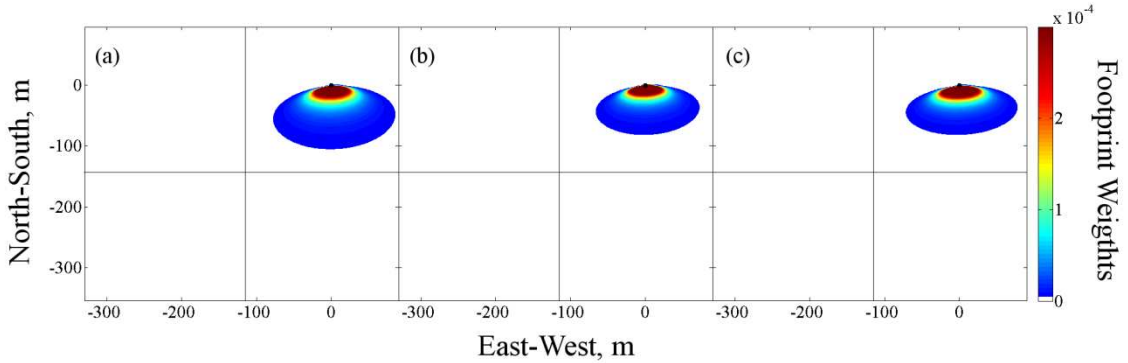 x 10⁻⁴
(a) (b) (c)
0
-100
-200
-300
North-South, m
-300 -200 -100 0 -300 -200 -100 0 -300 -200 -100 0
East-West, m
2
1
0
Footprint Weigthts